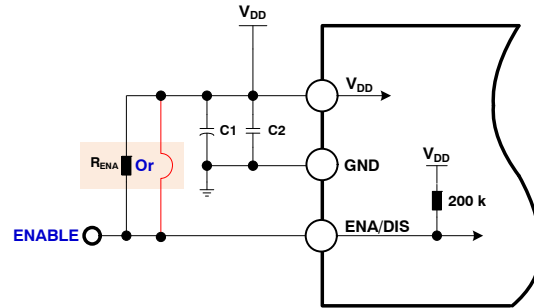 VDD
VDD
C1
C2
RENA
Or
GND
VDD
200 k
ENA/DIS
ENABLE